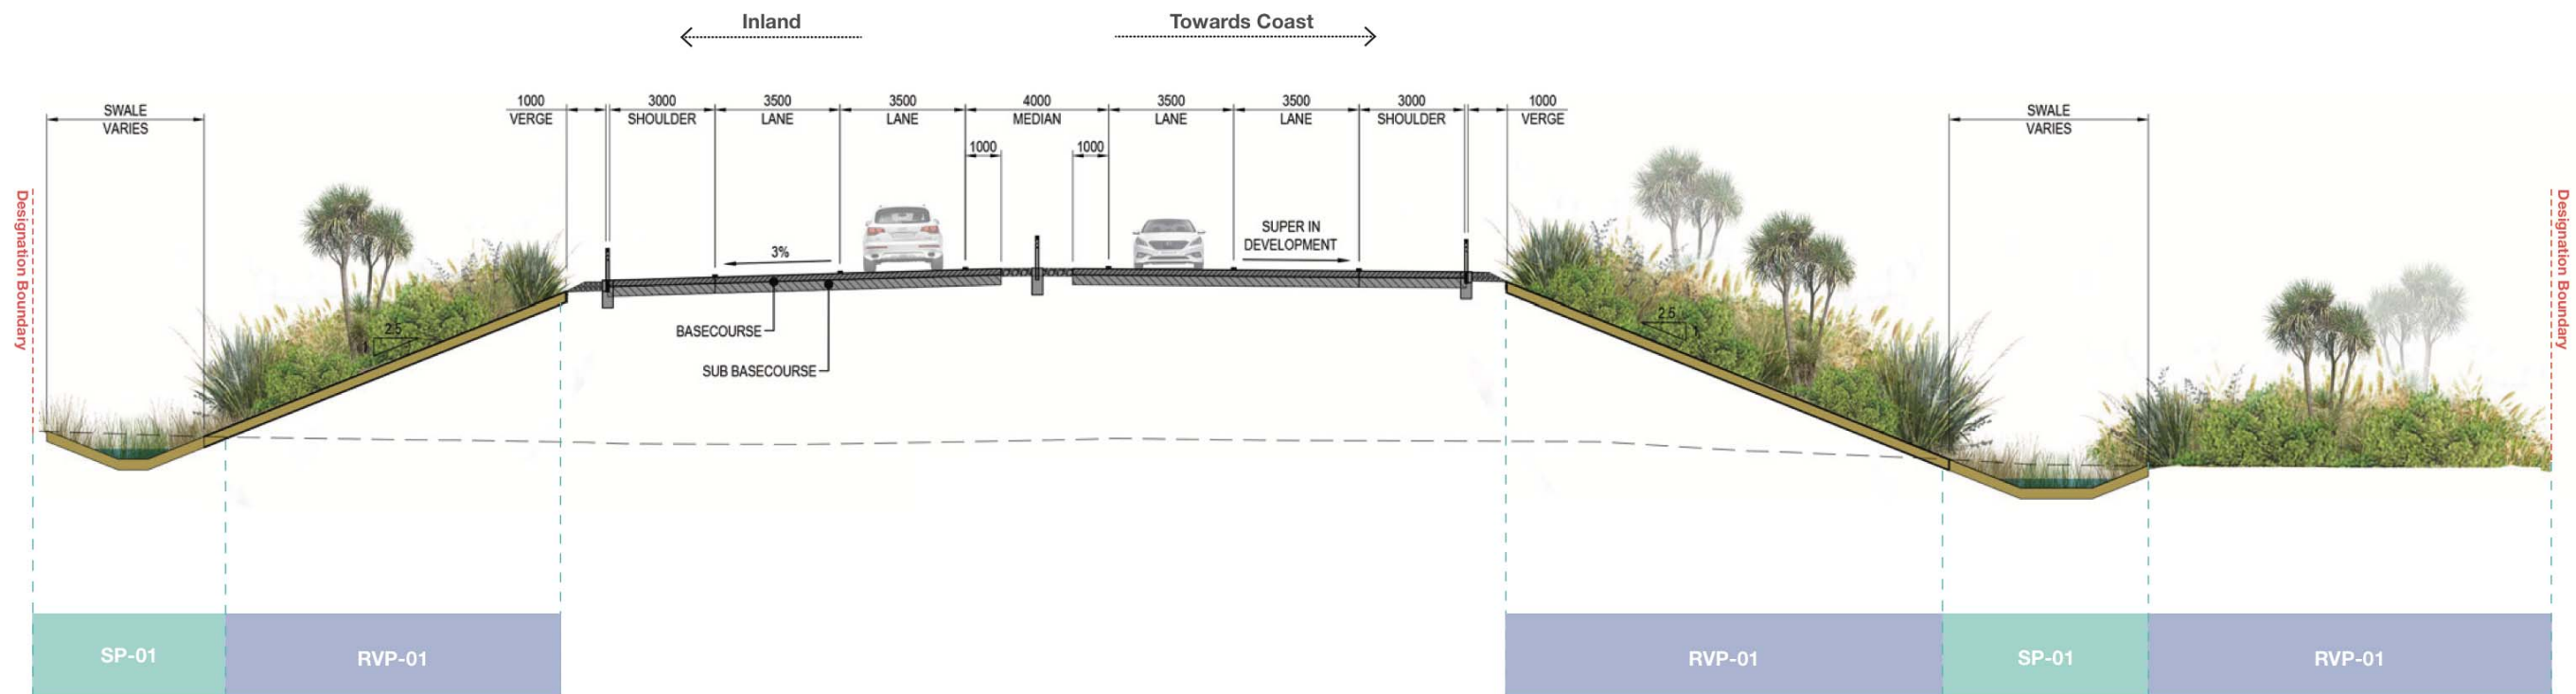 Inland
Towards Coast
SWALE
VARIES
1000
VERGE
3000
SHOULDER
3500
LANE
3500
LANE
4000
MEDIAN
3500
LANE
3500
LANE
3000
SHOULDER
1000
VERGE
SWALE
VARIES
1000
1000
Designation Boundary
Designation Boundary
3%
SUPER IN
DEVELOPMENT
2.5
1
2.5
1
BASECOURSE
SUB BASECOURSE
SP-01
RVP-01
RVP-01
SP-01
RVP-01